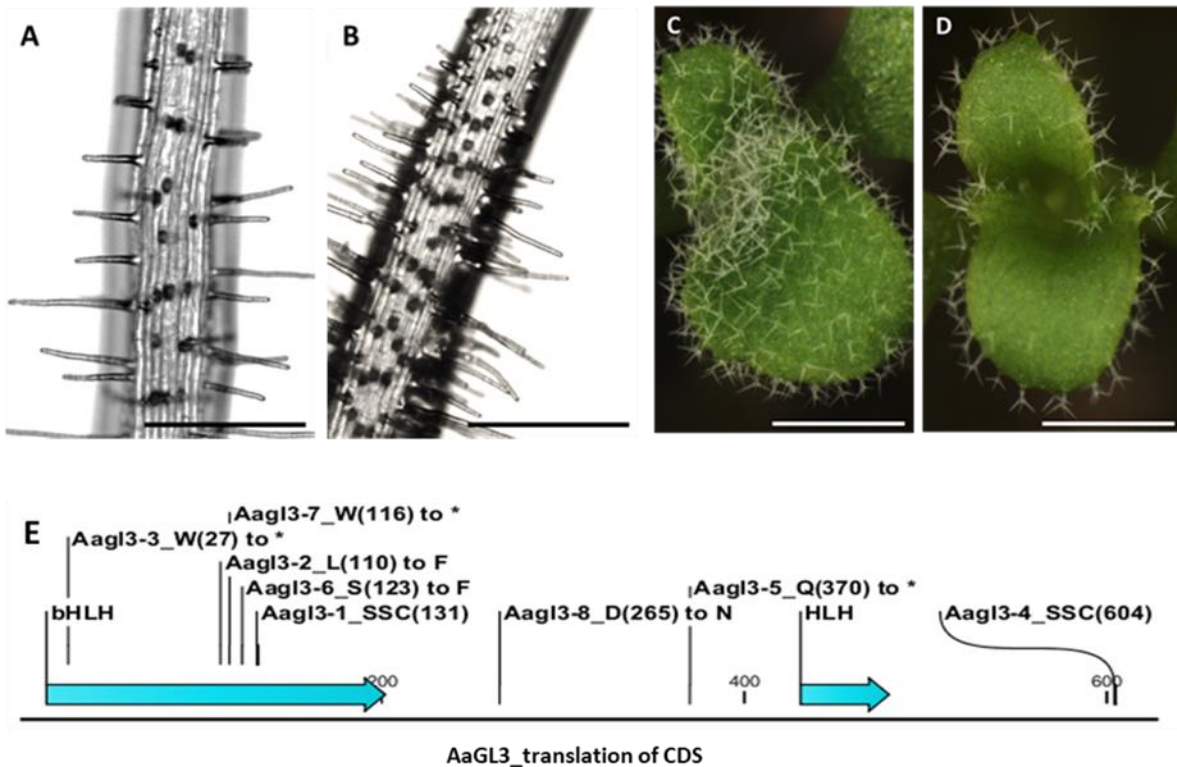 A
B
C
D
E
Aagl3-7_W(116) to *
Aagl3-3_W(27) to *
Aagl3-2_L(110) to F
Aagl3-6_S(123) to F
Aagl3-5_Q(370) to *
bHLH
Aagl3-1_SSC(131)
Aagl3-8_D(265) to N
HLH
Aagl3-4_SSC(604)
200
400
600
AaGL3_translation of CDS